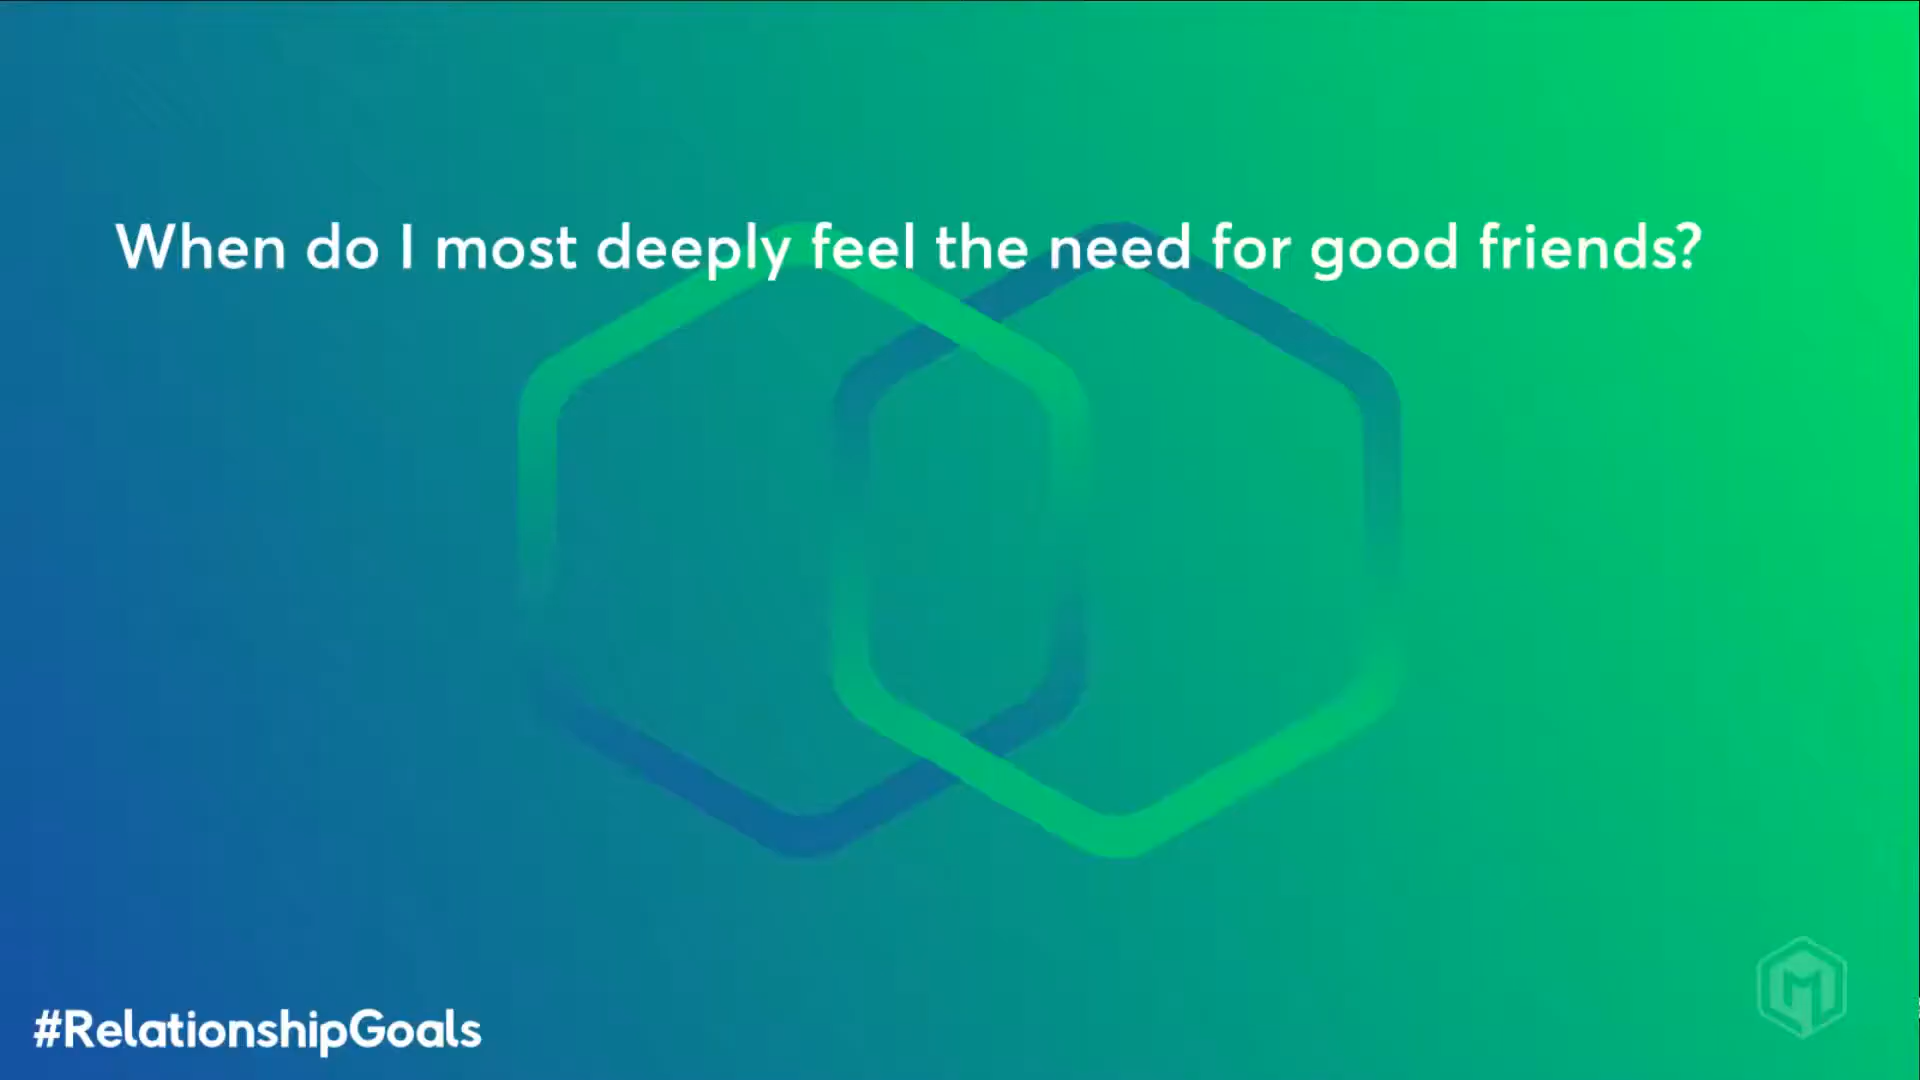 When do I most deeply feel the need for good friends?
#RelationshipGoals